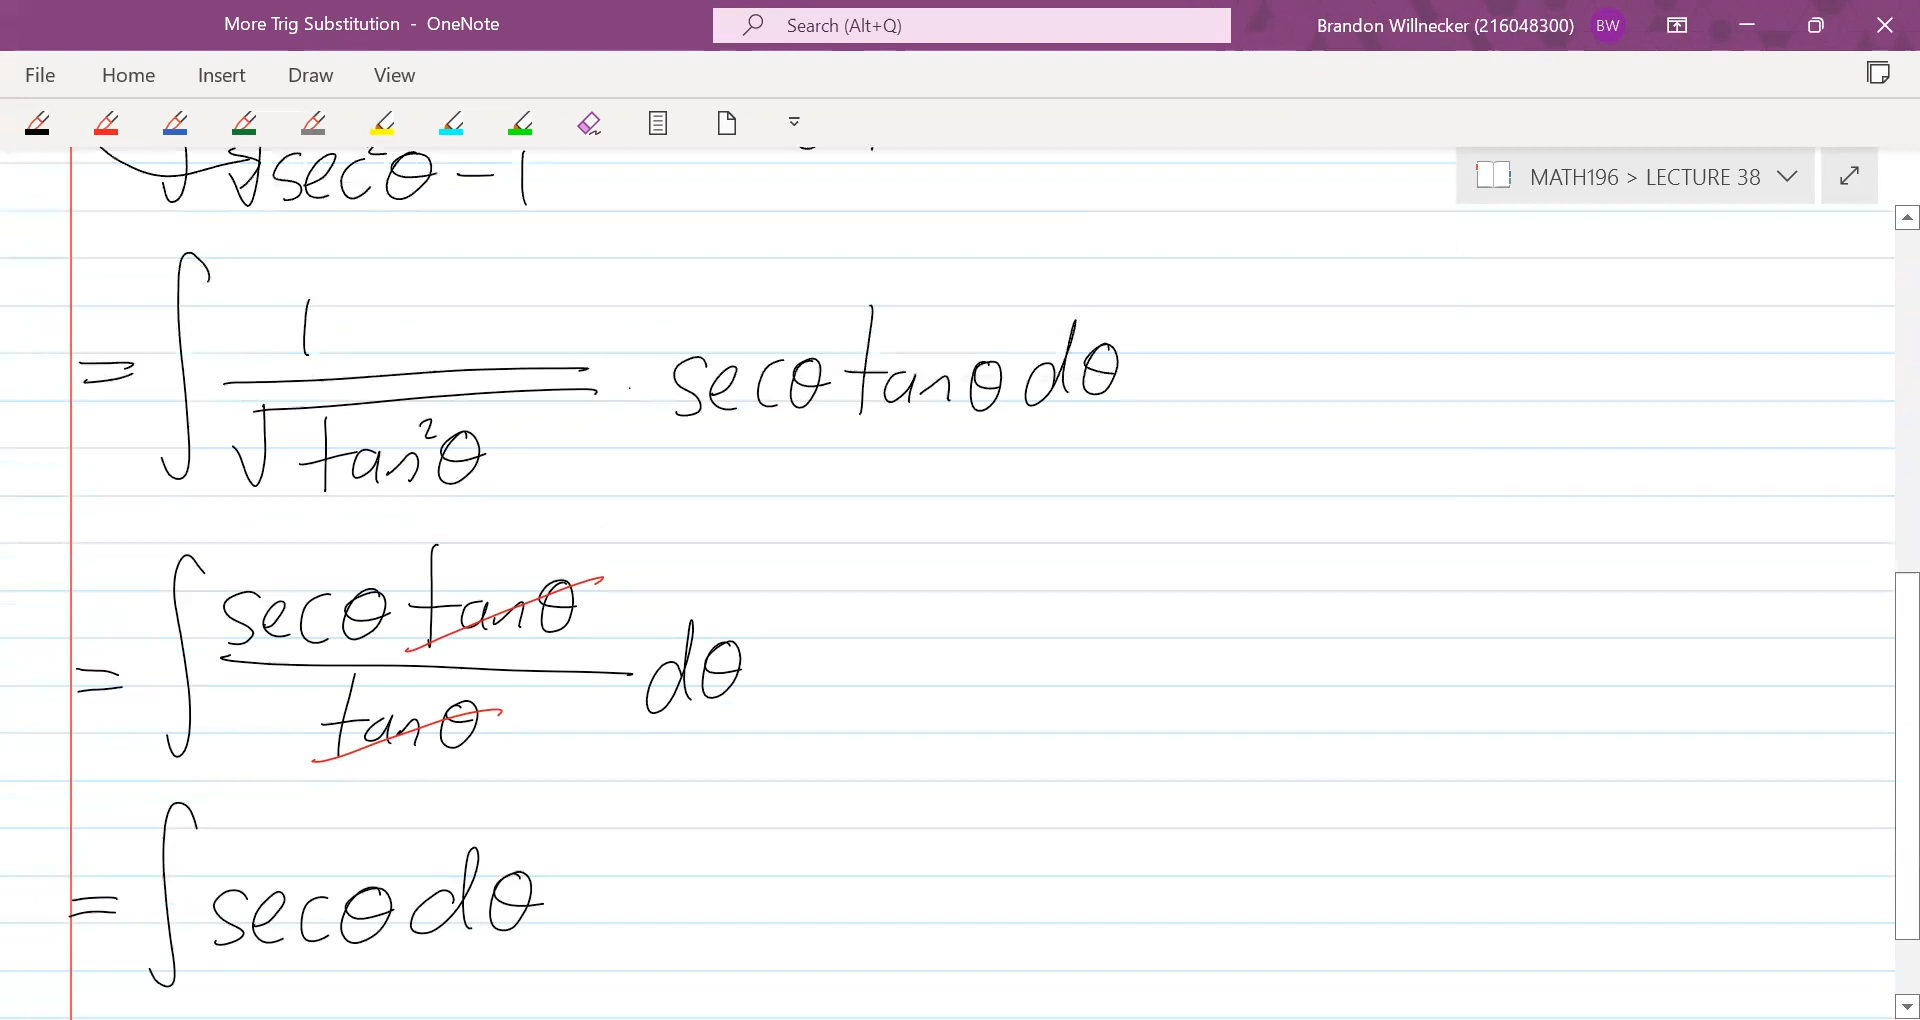 More Trig Substitution - OneNote
Search (Alt+Q)
Brandon Willnecker (216048300) BW
File Home Insert Draw View
MATH196 > LECTURE 38
√sec²θ - 1
= ∫ 1/√tan²θ · secθ tanθ dθ
= ∫ secθ tanθ/tanθ dθ
= ∫ secθ dθ